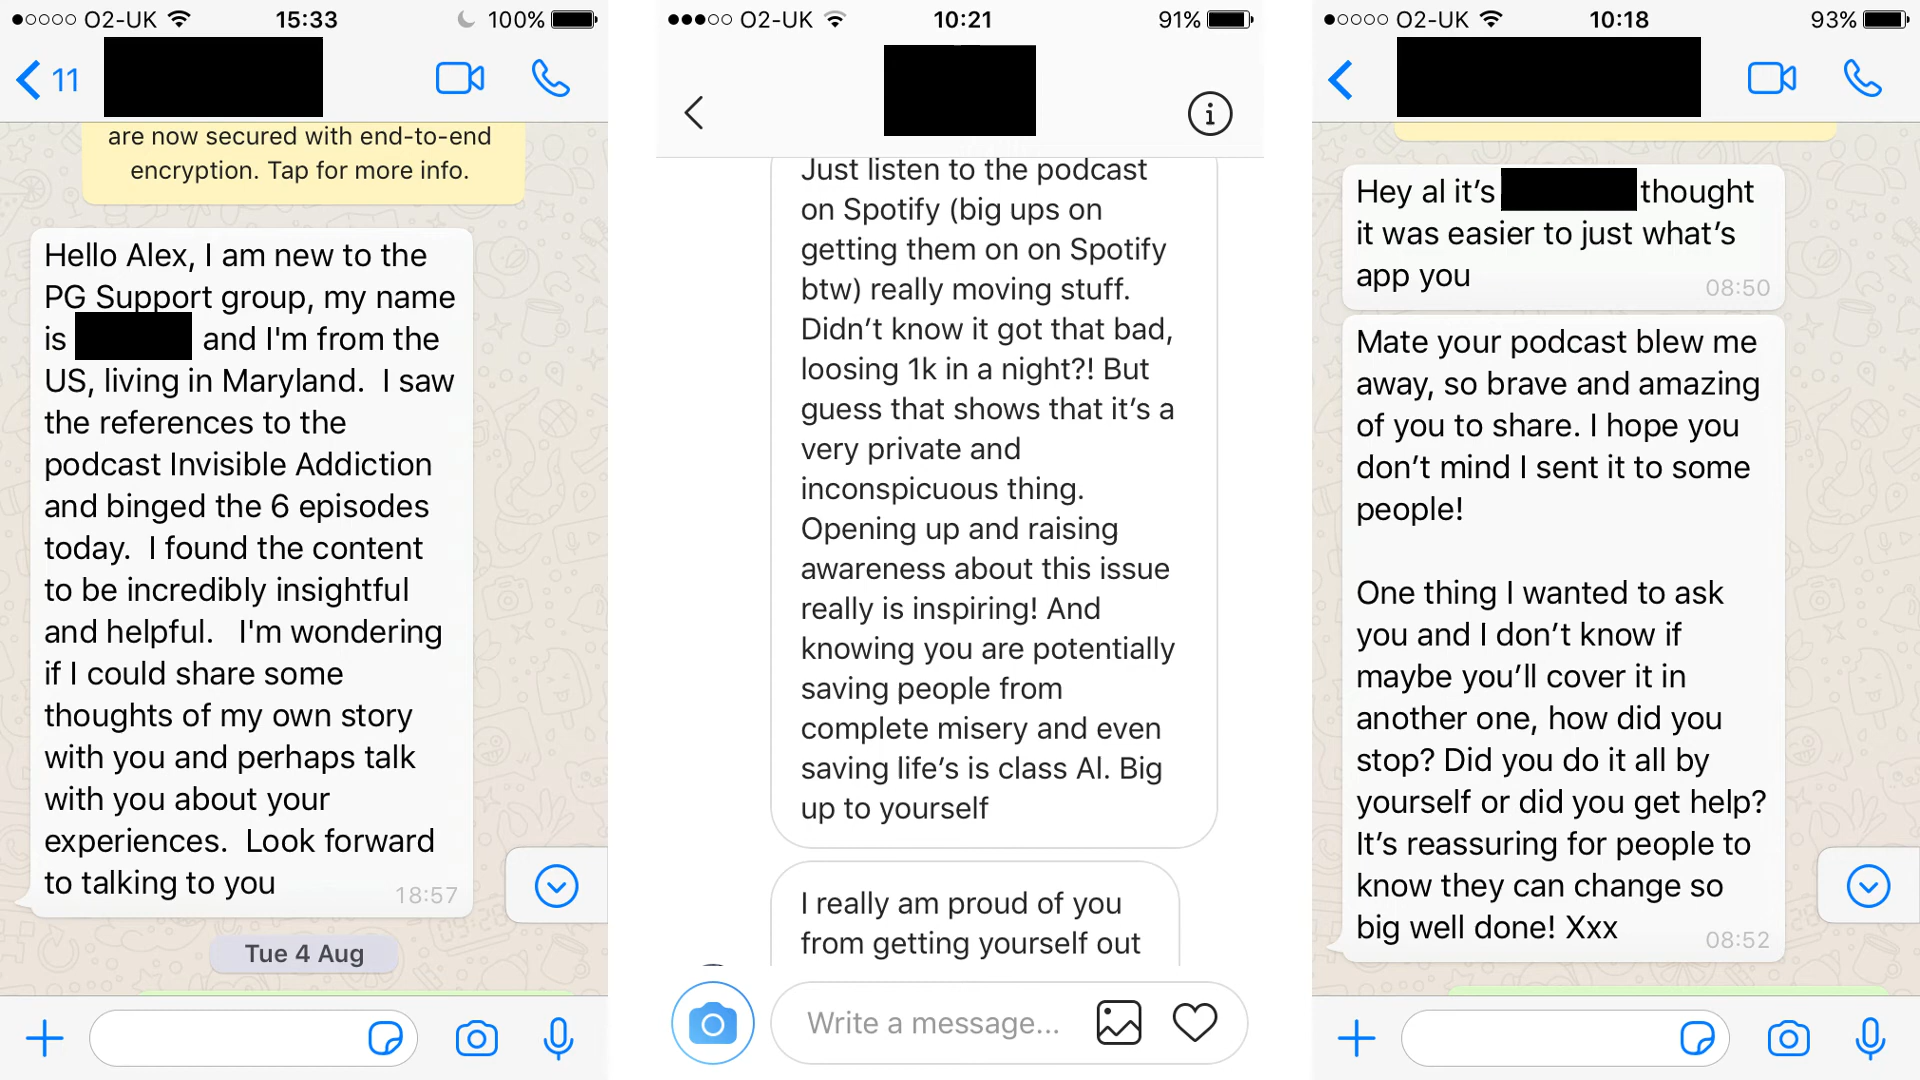 O2-UK 15:33 100%
11
are now secured with end-to-end
encryption. Tap for more info.
Hello Alex, I am new to the
PG Support group, my name
is and I'm from the
US, living in Maryland. I saw
the references to the
podcast Invisible Addiction
and binged the 6 episodes
today. I found the content
to be incredibly insightful
and helpful. I'm wondering
if I could share some
thoughts of my own story
with you and perhaps talk
with you about your
experiences. Look forward
to talking to you
18:57
Tue 4 Aug
O2-UK 10:21 91%
Just listen to the podcast
on Spotify (big ups on
getting them on on Spotify
btw) really moving stuff.
Didn’t know it got that bad,
loosing 1k in a night?! But
guess that shows that it’s a
very private and
inconspicuous thing.
Opening up and raising
awareness about this issue
really is inspiring! And
knowing you are potentially
saving people from
complete misery and even
saving life’s is class Al. Big
up to yourself
I really am proud of you
from getting yourself out
Write a message...
O2-UK 10:18 93%
Hey al it’s thought
it was easier to just what’s
app you
08:50
Mate your podcast blew me
away, so brave and amazing
of you to share. I hope you
don’t mind I sent it to some
people!
One thing I wanted to ask
you and I don’t know if
maybe you’ll cover it in
another one, how did you
stop? Did you do it all by
yourself or did you get help?
It’s reassuring for people to
know they can change so
big well done! Xxx
08:52